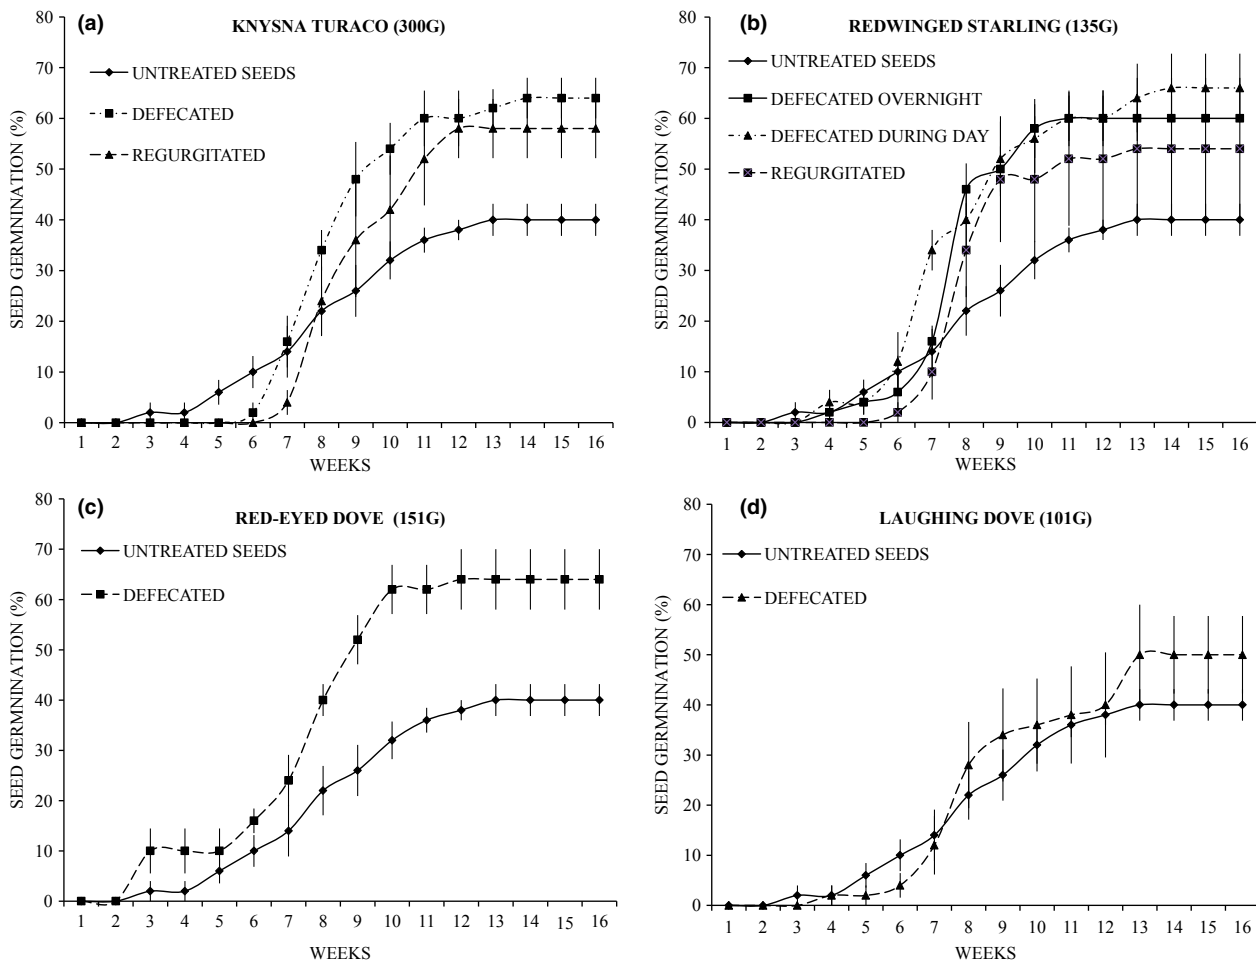 (a)
KNYSNA TURACO (300G)
UNTREATED SEEDS
DEFECATED
REGURGITATED
SEED GERMNINATION (%)
80
70
60
50
40
30
20
10
0
1 2 3 4 5 6 7 8 9 10 11 12 13 14 15 16
WEEKS
(b)
REDWINGED STARLING (135G)
UNTREATED SEEDS
DEFECATED OVERNIGHT
DEFECATED DURING DAY
REGURGITATED
SEED GERMNINATION (%)
80
70
60
50
40
30
20
10
0
1 2 3 4 5 6 7 8 9 10 11 12 13 14 15 16
WEEKS
(c)
RED-EYED DOVE (151G)
UNTREATED SEEDS
DEFECATED
SEED GERMNINATION (%)
80
70
60
50
40
30
20
10
0
1 2 3 4 5 6 7 8 9 10 11 12 13 14 15 16
WEEKS
(d)
LAUGHING DOVE (101G)
UNTREATED SEEDS
DEFECATED
SEED GERMNINATION (%)
80
70
60
50
40
30
20
10
0
1 2 3 4 5 6 7 8 9 10 11 12 13 14 15 16
WEEKS